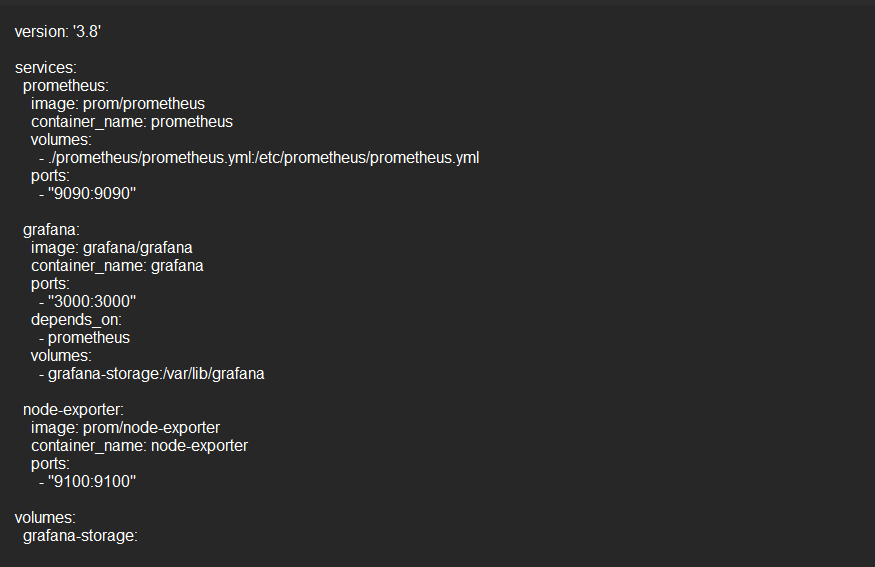 version: '3.8'

services:
  prometheus:
    image: prom/prometheus
    container_name: prometheus
    volumes:
      - ./prometheus/prometheus.yml:/etc/prometheus/prometheus.yml
    ports:
      - "9090:9090"

  grafana:
    image: grafana/grafana
    container_name: grafana
    ports:
      - "3000:3000"
    depends_on:
      - prometheus
    volumes:
      - grafana-storage:/var/lib/grafana

  node-exporter:
    image: prom/node-exporter
    container_name: node-exporter
    ports:
      - "9100:9100"

volumes:
  grafana-storage: